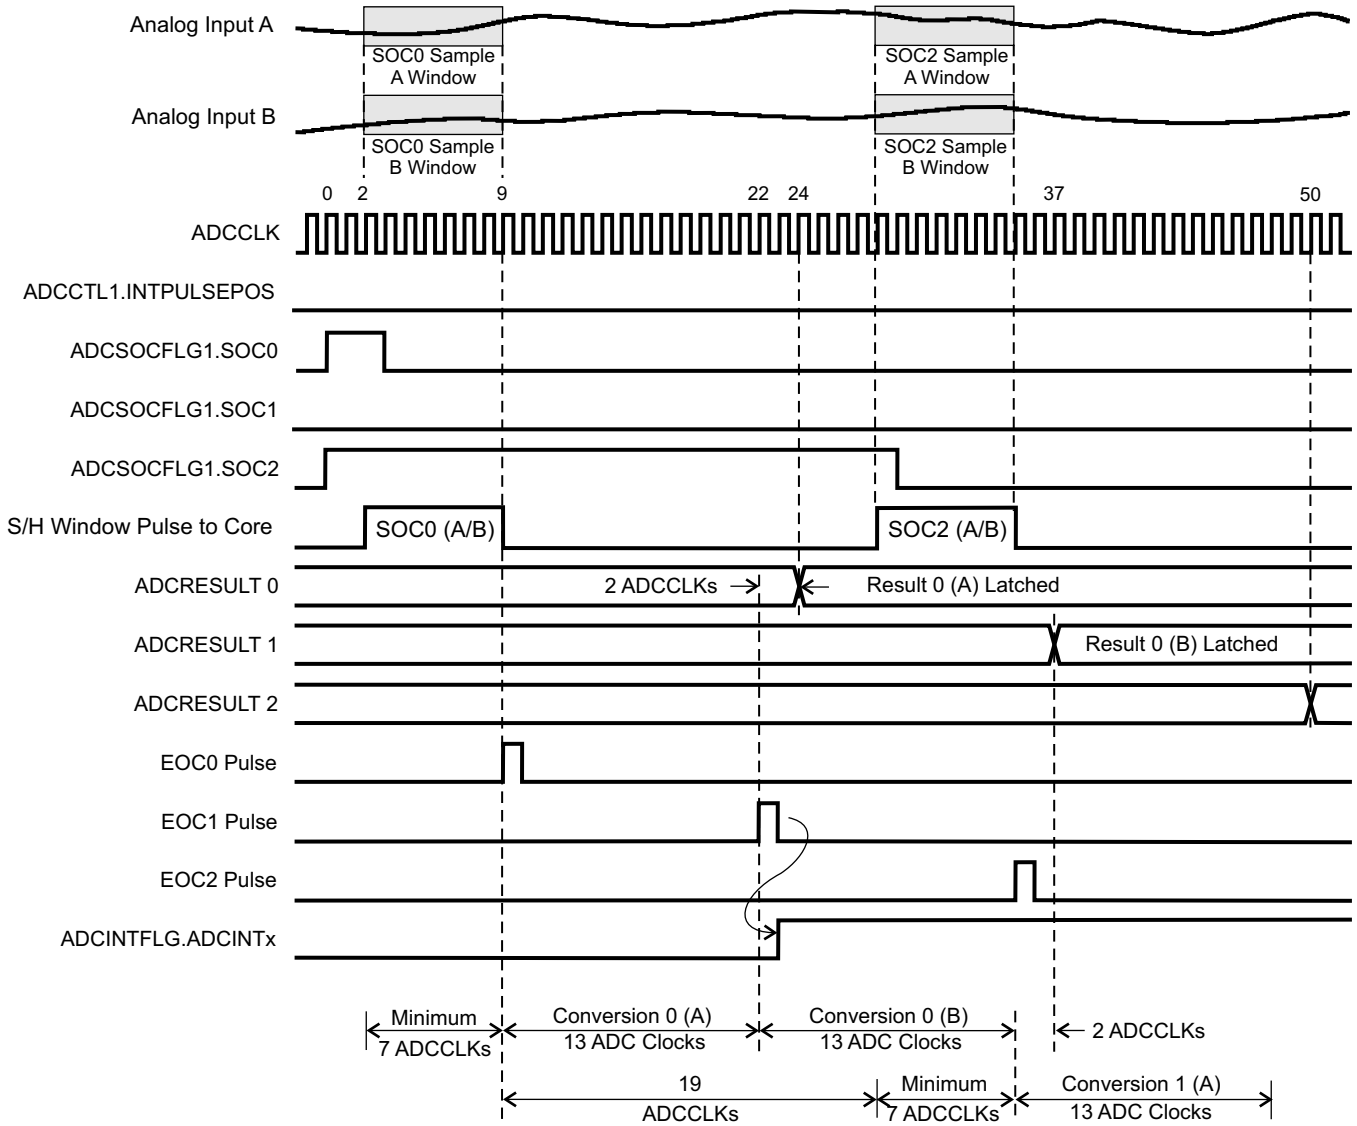 Analog Input A
SOC0 Sample
A Window
SOC2 Sample
A Window
Analog Input B
SOC0 Sample
B Window
SOC2 Sample
B Window
0 2 9 22 24 37 50
ADCCLK
ADCCTL1.INTPULSEPOS
ADCSOCFLG1.SOC0
ADCSOCFLG1.SOC1
ADCSOCFLG1.SOC2
S/H Window Pulse to Core
SOC0 (A/B)
SOC2 (A/B)
ADCRESULT 0
2 ADCCLKs
Result 0 (A) Latched
ADCRESULT 1
Result 0 (B) Latched
ADCRESULT 2
EOC0 Pulse
EOC1 Pulse
EOC2 Pulse
ADCINTFLG.ADCINTx
Minimum
7 ADCCLKs
Conversion 0 (A)
13 ADC Clocks
Conversion 0 (B)
13 ADC Clocks
2 ADCCLKs
19
ADCCLKs
Minimum
7 ADCCLKs
Conversion 1 (A)
13 ADC Clocks